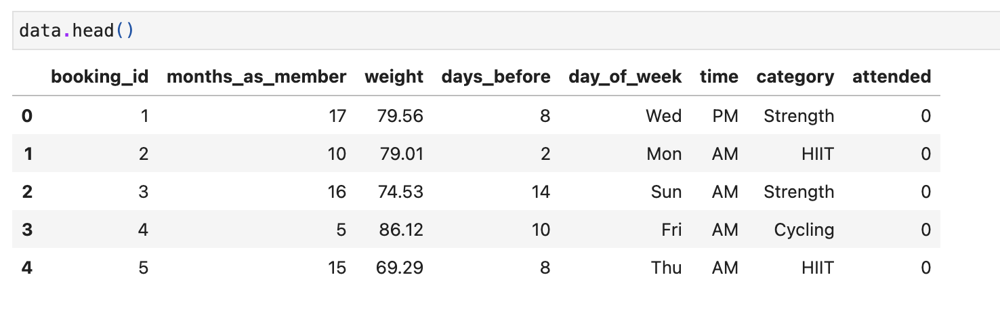 data.head()
booking_id months_as_member weight days_before day_of_week time category attended
0 1 17 79.56 8 Wed PM Strength 0
1 2 10 79.01 2 Mon AM HIIT 0
2 3 16 74.53 14 Sun AM Strength 0
3 4 5 86.12 10 Fri AM Cycling 0
4 5 15 69.29 8 Thu AM HIIT 0